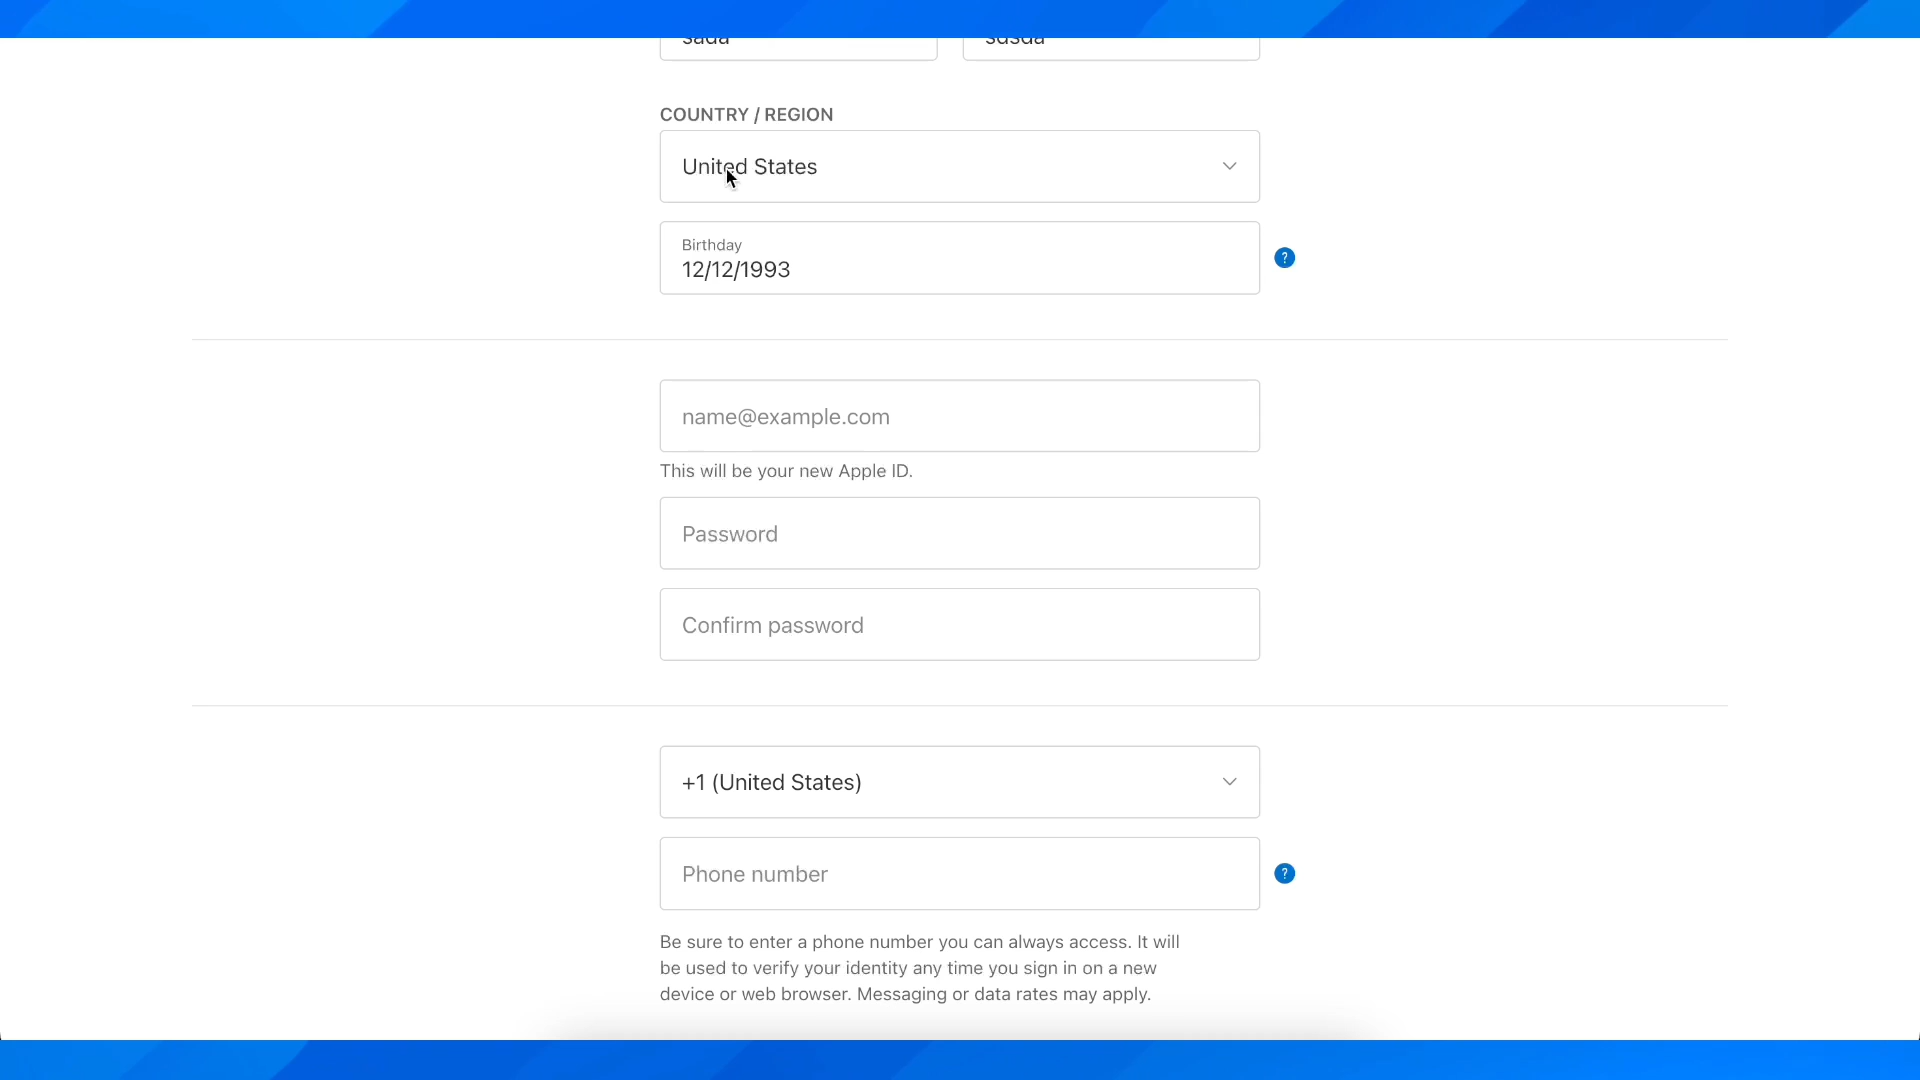 sada sdsda
COUNTRY / REGION
United States
Birthday
12/12/1993
?
name@example.com
This will be your new Apple ID.
Password
Confirm password
+1 (United States)
Phone number
?
Be sure to enter a phone number you can always access. It will
be used to verify your identity any time you sign in on a new
device or web browser. Messaging or data rates may apply.